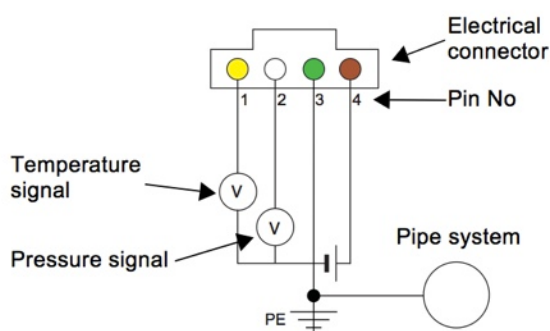 Electrical
connector
1 2 3 4
Pin No
Temperature
signal
V
V
Pipe system
Pressure signal
PE